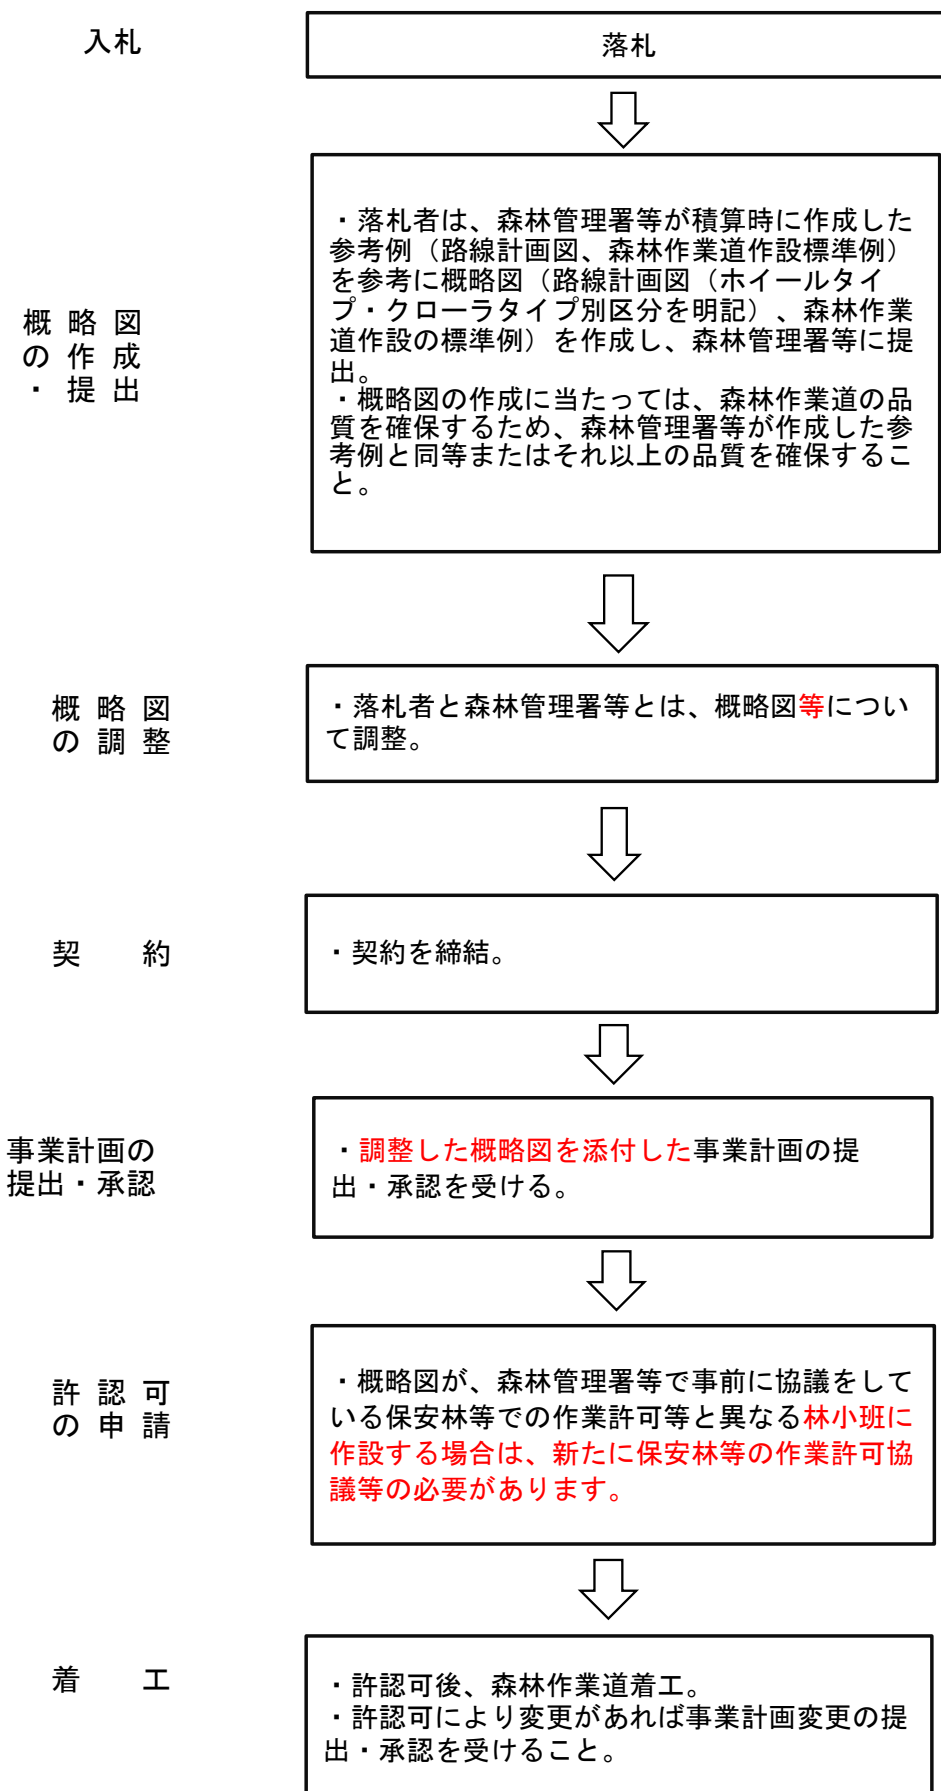 入札
落札
概略図
の作成
・提出
・落札者は、森林管理署等が積算時に作成した
参考例（路線計画図、森林作業道作設標準例）
を参考に概略図（路線計画図（ホイールタイ
プ・クローラタイプ別区分を明記）、森林作業
道作設の標準例）を作成し、森林管理署等に提
出。
・概略図の作成に当たっては、森林作業道の品
質を確保するため、森林管理署等が作成した参
考例と同等またはそれ以上の品質を確保するこ
と。
概略図
の調整
・落札者と森林管理署等とは、概略図等につい
て調整。
契約
・契約を締結。
事業計画の
提出・承認
・調整した概略図を添付した事業計画の提
出・承認を受ける。
許認可
の申請
・概略図が、森林管理署等で事前に協議をして
いる保安林等での作業許可等と異なる林小班に
作設する場合は、新たに保安林等の作業許可協
議等の必要があります。
着工
・許認可後、森林作業道着工。
・許認可により変更があれば事業計画変更の提
出・承認を受けること。